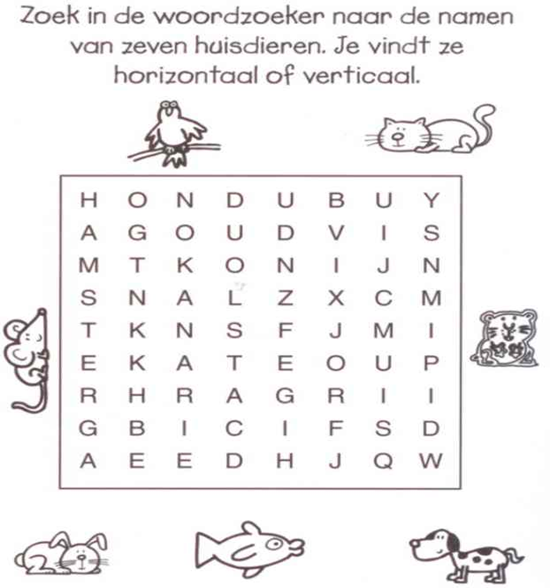 Zoek in de woordzoeker naar de namen
van zeven huisdieren. Je vindt ze
horizontaal of verticaal.
H O N D U B U Y
A G O U D V I S
M T K O N I J N
S N A L Z X C M
T K N S F J M I
E K A T E O U P
R H R A G R I I
G B I C I F S D
A E E D H J Q W